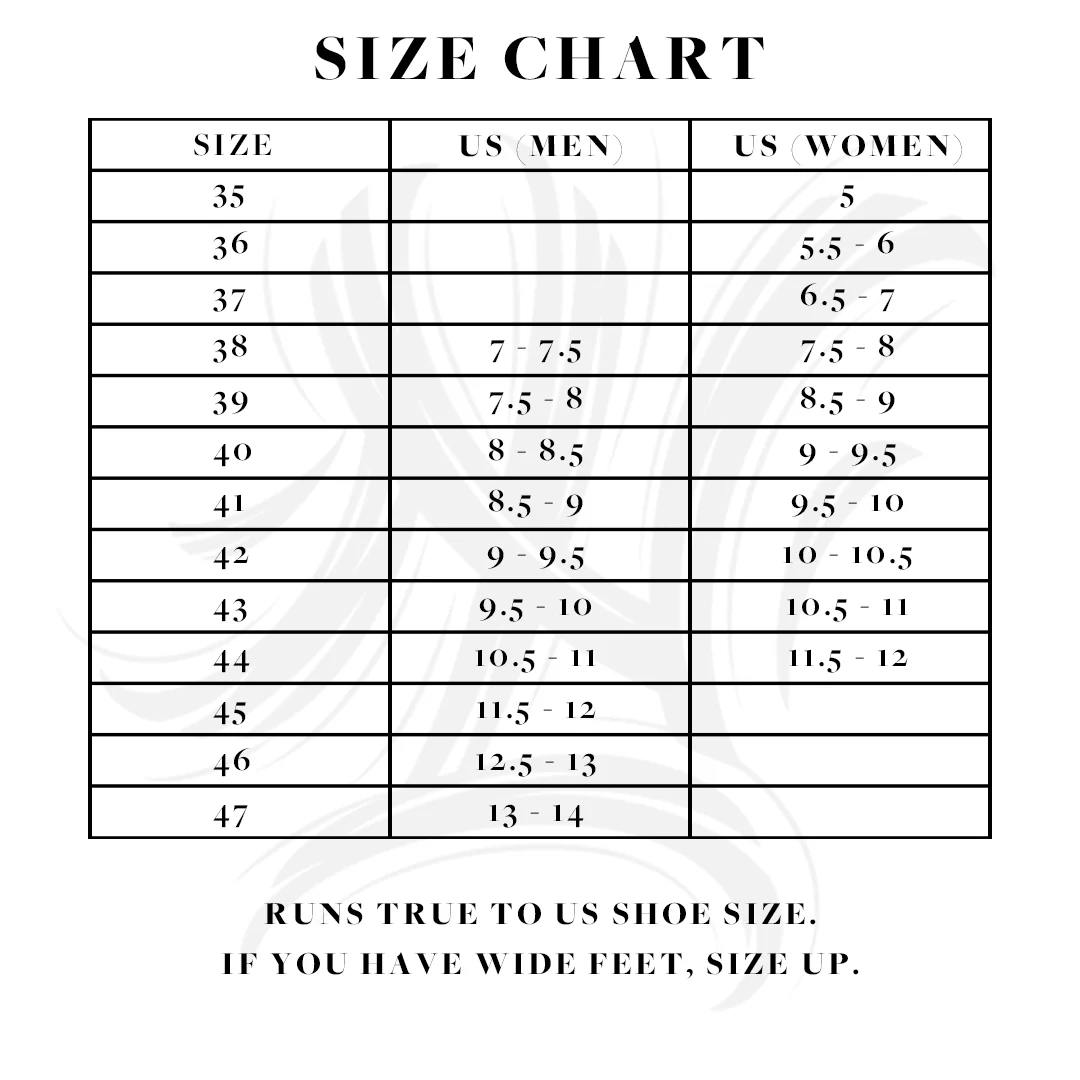 SIZE CHART
SIZE US (MEN) US (WOMEN)
35 5
36 5.5 - 6
37 6.5 - 7
38 7 - 7.5 7.5 - 8
39 7.5 - 8 8.5 - 9
40 8 - 8.5 9 - 9.5
41 8.5 - 9 9.5 - 10
42 9 - 9.5 10 - 10.5
43 9.5 - 10 10.5 - 11
44 10.5 - 11 11.5 - 12
45 11.5 - 12
46 12.5 - 13
47 13 - 14
RUNS TRUE TO US SHOE SIZE.
IF YOU HAVE WIDE FEET, SIZE UP.